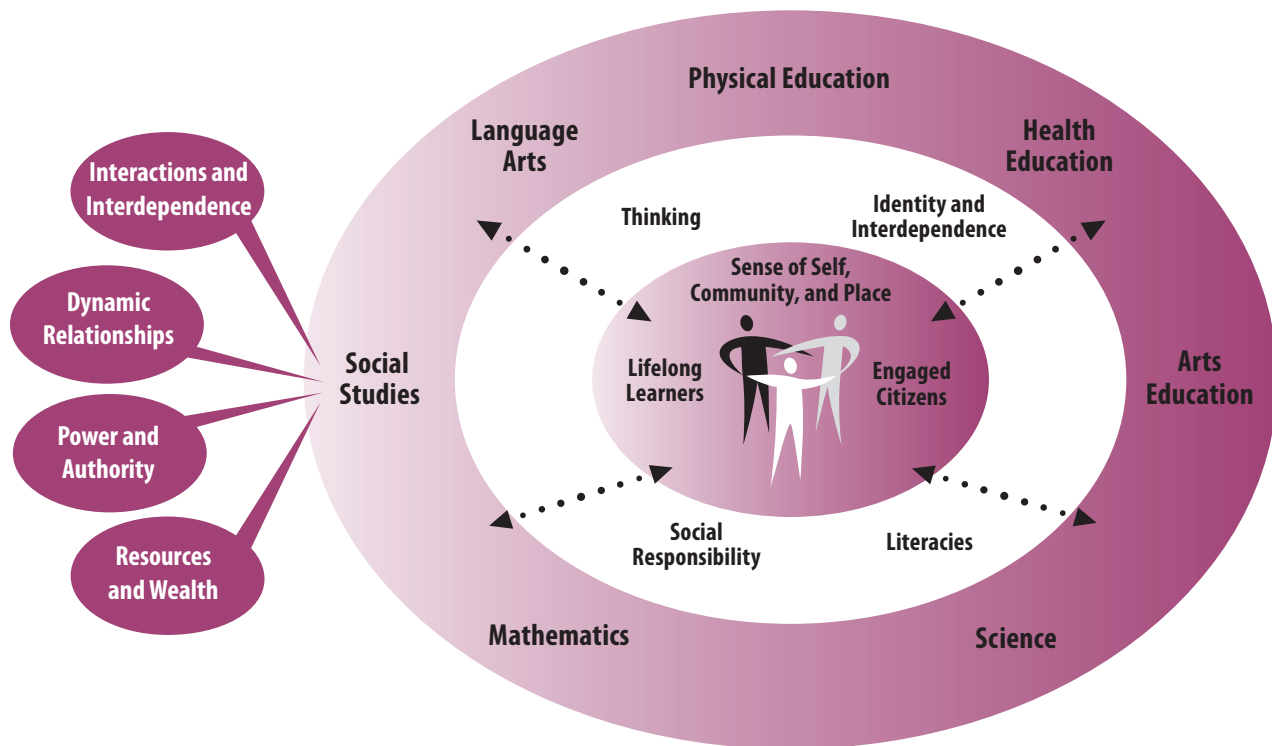 Physical Education
Language
Arts
Health
Education
Interactions and
Interdependence
Thinking
Identity and
Interdependence
Sense of Self,
Community, and Place
Dynamic
Relationships
Social
Studies
Lifelong
Learners
Engaged
Citizens
Arts
Education
Power and
Authority
Social
Responsibility
Literacies
Resources
and Wealth
Mathematics
Science